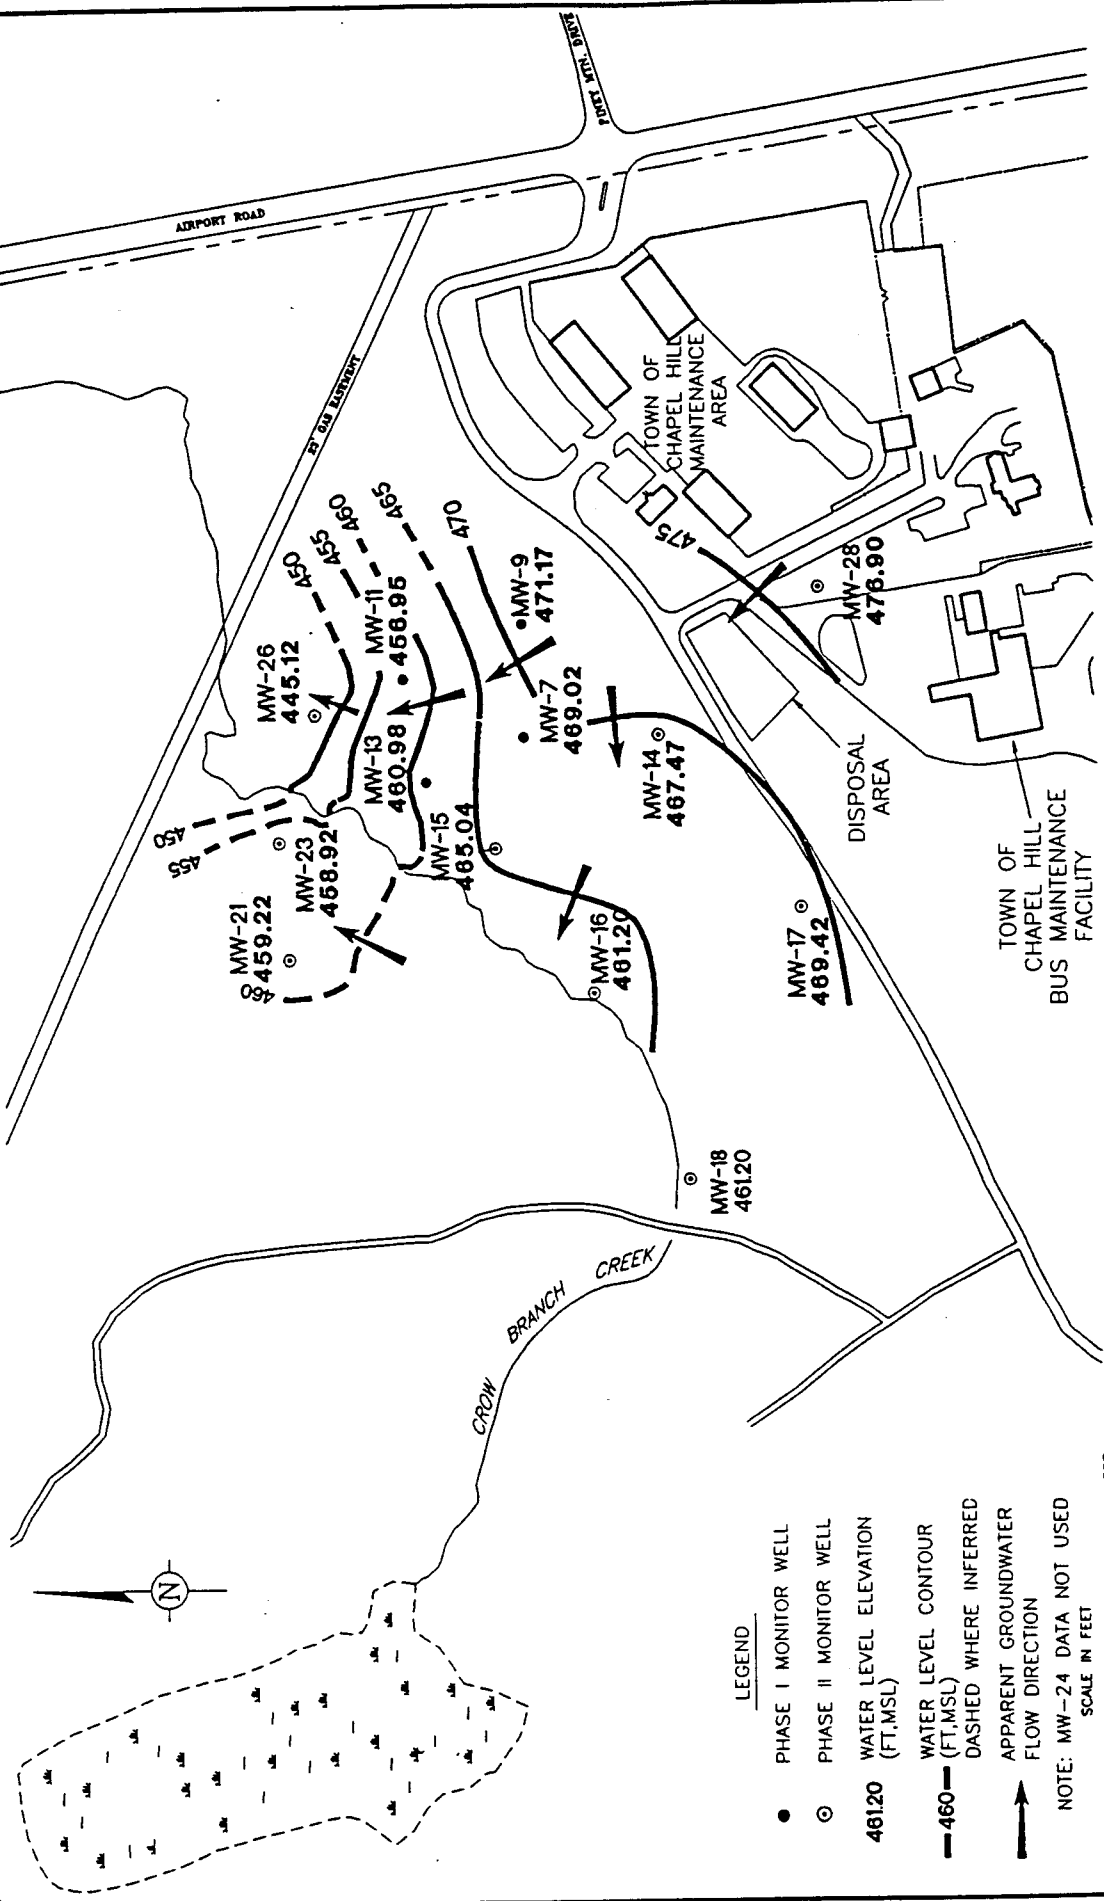 PINEY MTN. DRIVE
AIRPORT ROAD
GAS EASEMENT
TOWN OF
CHAPEL HILL
MAINTENANCE
AREA
450
455
460
465
470
475
MW-26
445.12
MW-11
456.95
MW-9
471.17
MW-28
MW-13
460.98
MW-7
469.02
MW-14
467.47
MW-15
465.04
450
455
MW-23
458.92
MW-21
459.22
460
MW-16
461.20
MW-17
469.42
MW-18
461.20
DISPOSAL
AREA
TOWN OF
CHAPEL HILL
BUS MAINTENANCE
FACILITY
CROW BRANCH CREEK
N
LEGEND
PHASE I MONITOR WELL
PHASE II MONITOR WELL
461.20 WATER LEVEL ELEVATION
(FT,MSL)
460 WATER LEVEL CONTOUR
(FT,MSL)
DASHED WHERE INFERRED
APPARENT GROUNDWATER
FLOW DIRECTION
NOTE: MW-24 DATA NOT USED
SCALE IN FEET